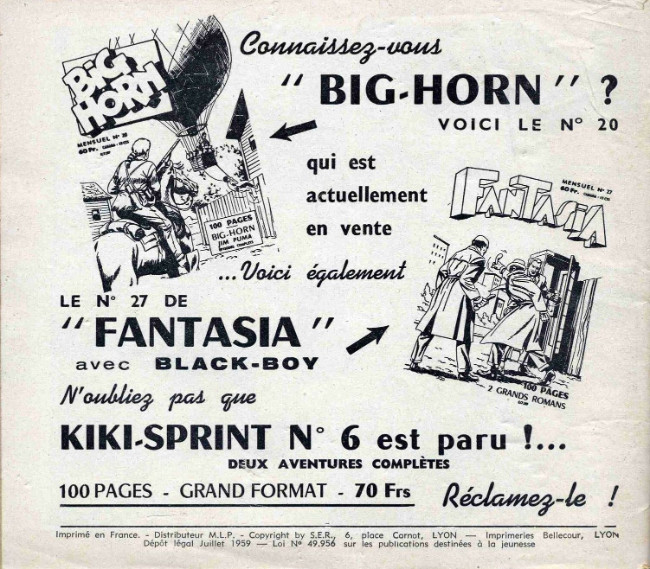 Connaissez-vous
BIG
HORN
" BIG-HORN " ?
MENSUEL N° 20
60 Fr.
VOICI LE N° 20
qui est
actuellement
en vente
MENSUEL N° 27
60 Fr.
FANTASIA
100 PAGES
BIG-HORN
JIM PUMA
...Voici également
LE N° 27 DE
" FANTASIA "
avec BLACK-BOY
100 PAGES
2 GRANDS ROMANS
N'oubliez pas que
KIKI-SPRINT N° 6 est paru !...
DEUX AVENTURES COMPLÈTES
100 PAGES - GRAND FORMAT - 70 Frs
Réclamez-le !
Imprimé en France. - Distributeur M.L.P. - Copyright by S.E.R., 6, place Carnot, LYON — Imprimeries Bellecour, LYON
Dépôt légal Juillet 1959 — Loi N° 49.956 sur les publications destinées à la jeunesse